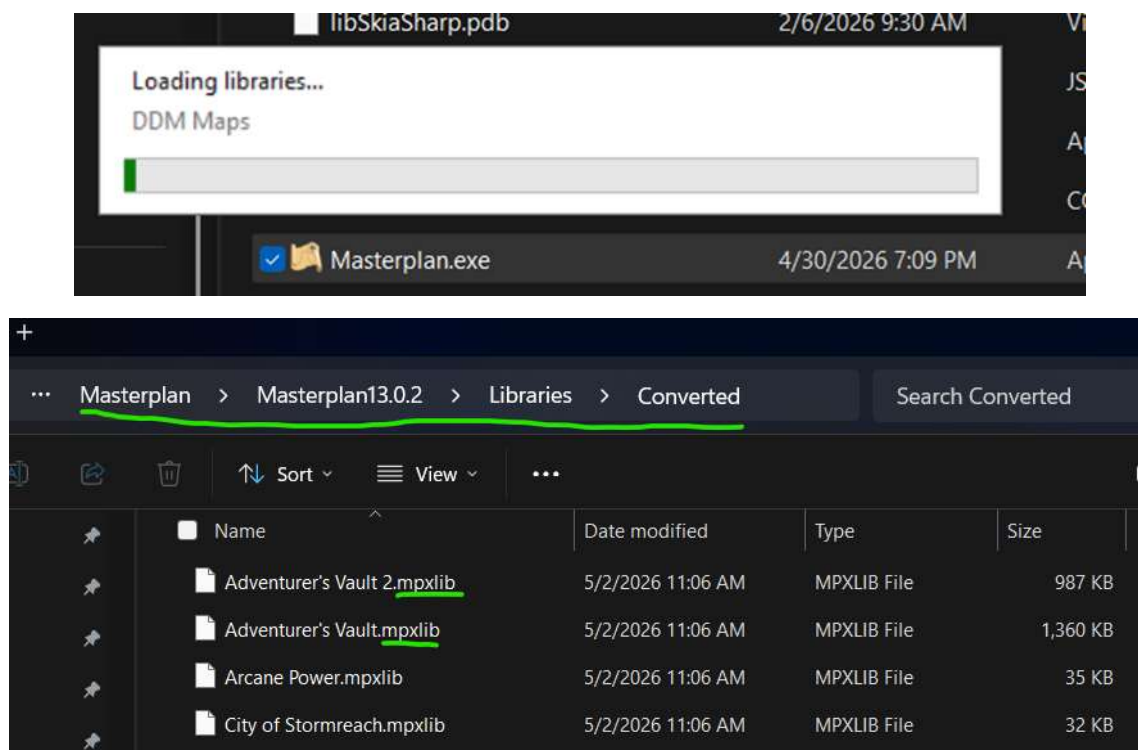 libSkiaSharp.pdb 2/6/2026 9:30 AM
Loading libraries...
JS
DDM Maps
Masterplan.exe 4/30/2026 7:09 PM
+
... Masterplan > Masterplan13.0.2 > Libraries > Converted Search Converted
Sort View ...
Name Date modified Type Size
Adventurer's Vault 2.mpxlib 5/2/2026 11:06 AM MPXLIB File 987 KB
Adventurer's Vault.mpxlib 5/2/2026 11:06 AM MPXLIB File 1,360 KB
Arcane Power.mpxlib 5/2/2026 11:06 AM MPXLIB File 35 KB
City of Stormreach.mpxlib 5/2/2026 11:06 AM MPXLIB File 32 KB